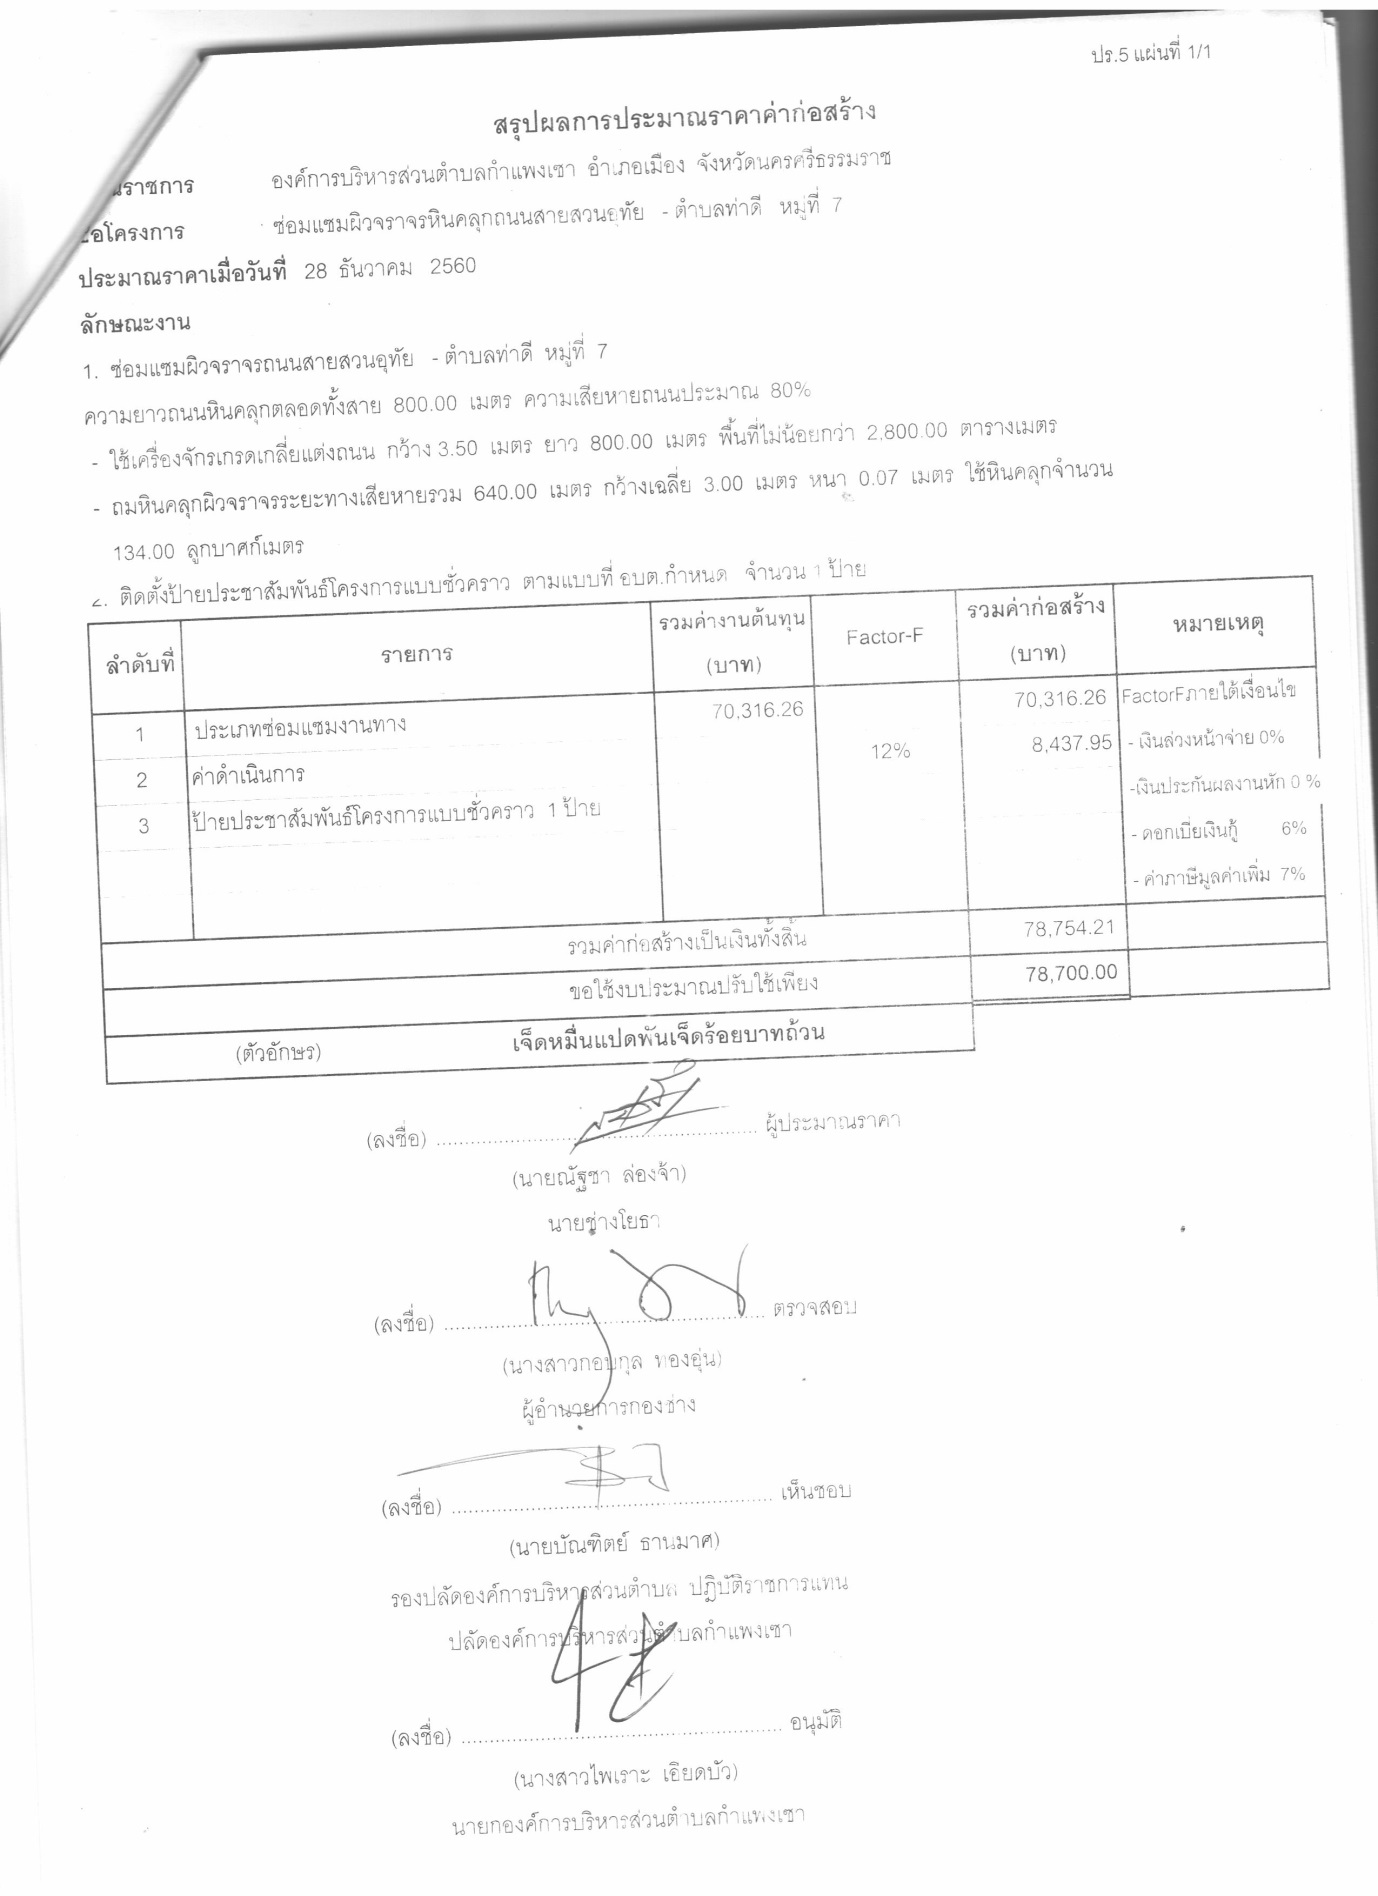 ปร.5 แผ่นที่ 1/1
สรุปผลการประมาณราคาค่าก่อสร้าง
นราชการ องค์การบริหารส่วนตำบลกำแพงเซา อำเภอเมือง จังหวัดนครศรีธรรมราช
อโครงการ ซ่อมแซมผิวจราจรหินคลุกถนนสายสวนอุทัย - ตำบลท่าดี หมู่ที่ 7
ประมาณราคาเมื่อวันที่ 28 ธันวาคม 2560
ลักษณะงาน
1. ซ่อมแซมผิวจราจรถนนสายสวนอุทัย - ตำบลท่าดี หมู่ที่ 7
ความยาวถนนหินคลุกตลอดทั้งสาย 800.00 เมตร ความเสียหายถนนประมาณ 80%
- ใช้เครื่องจักรเกรดเกลี่ยแต่งถนน กว้าง 3.50 เมตร ยาว 800.00 เมตร พื้นที่ไม่น้อยกว่า 2,800.00 ตารางเมตร
- ถมหินคลุกผิวจราจรระยะทางเสียหายรวม 640.00 เมตร กว้างเฉลี่ย 3.00 เมตร หนา 0.07 เมตร ใช้หินคลุกจำนวน
134.00 ลูกบาศก์เมตร
2. ติดตั้งป้ายประชาสัมพันธ์โครงการแบบชั่วคราว ตามแบบที่ อบต.กำหนด จำนวน 1 ป้าย
ลำดับที่ รายการ รวมค่างานต้นทุน (บาท) Factor-F รวมค่าก่อสร้าง (บาท) หมายเหตุ
1 ประเภทซ่อมแซมงานทาง 70,316.26 70,316.26 FactorFภายใต้เงื่อนไข
2 ค่าดำเนินการ 12% 8,437.95 - เงินล่วงหน้าจ่าย 0%
3 ป้ายประชาสัมพันธ์โครงการแบบชั่วคราว 1 ป้าย -เงินประกันผลงานหัก 0 %
- ดอกเบี้ยเงินกู้ 6%
- ค่าภาษีมูลค่าเพิ่ม 7%
รวมค่าก่อสร้างเป็นเงินทั้งสิ้น 78,754.21
ขอใช้งบประมาณปรับใช้เพียง 78,700.00
(ตัวอักษร) เจ็ดหมื่นแปดพันเจ็ดร้อยบาทถ้วน
(ลงชื่อ) ผู้ประมาณราคา
(นายณัฐชา ล่องจ้า)
นายช่างโยธา
(ลงชื่อ) ตรวจสอบ
(นางสาวกอบกุล ทองอุ่น)
ผู้อำนวยการกองช่าง
(ลงชื่อ) เห็นชอบ
(นายบัณฑิตย์ ธานมาศ)
รองปลัดองค์การบริหารส่วนตำบล ปฏิบัติราชการแทน
ปลัดองค์การบริหารส่วนตำบลกำแพงเซา
(ลงชื่อ) อนุมัติ
(นางสาวไพเราะ เอียดบัว)
นายกองค์การบริหารส่วนตำบลกำแพงเซา